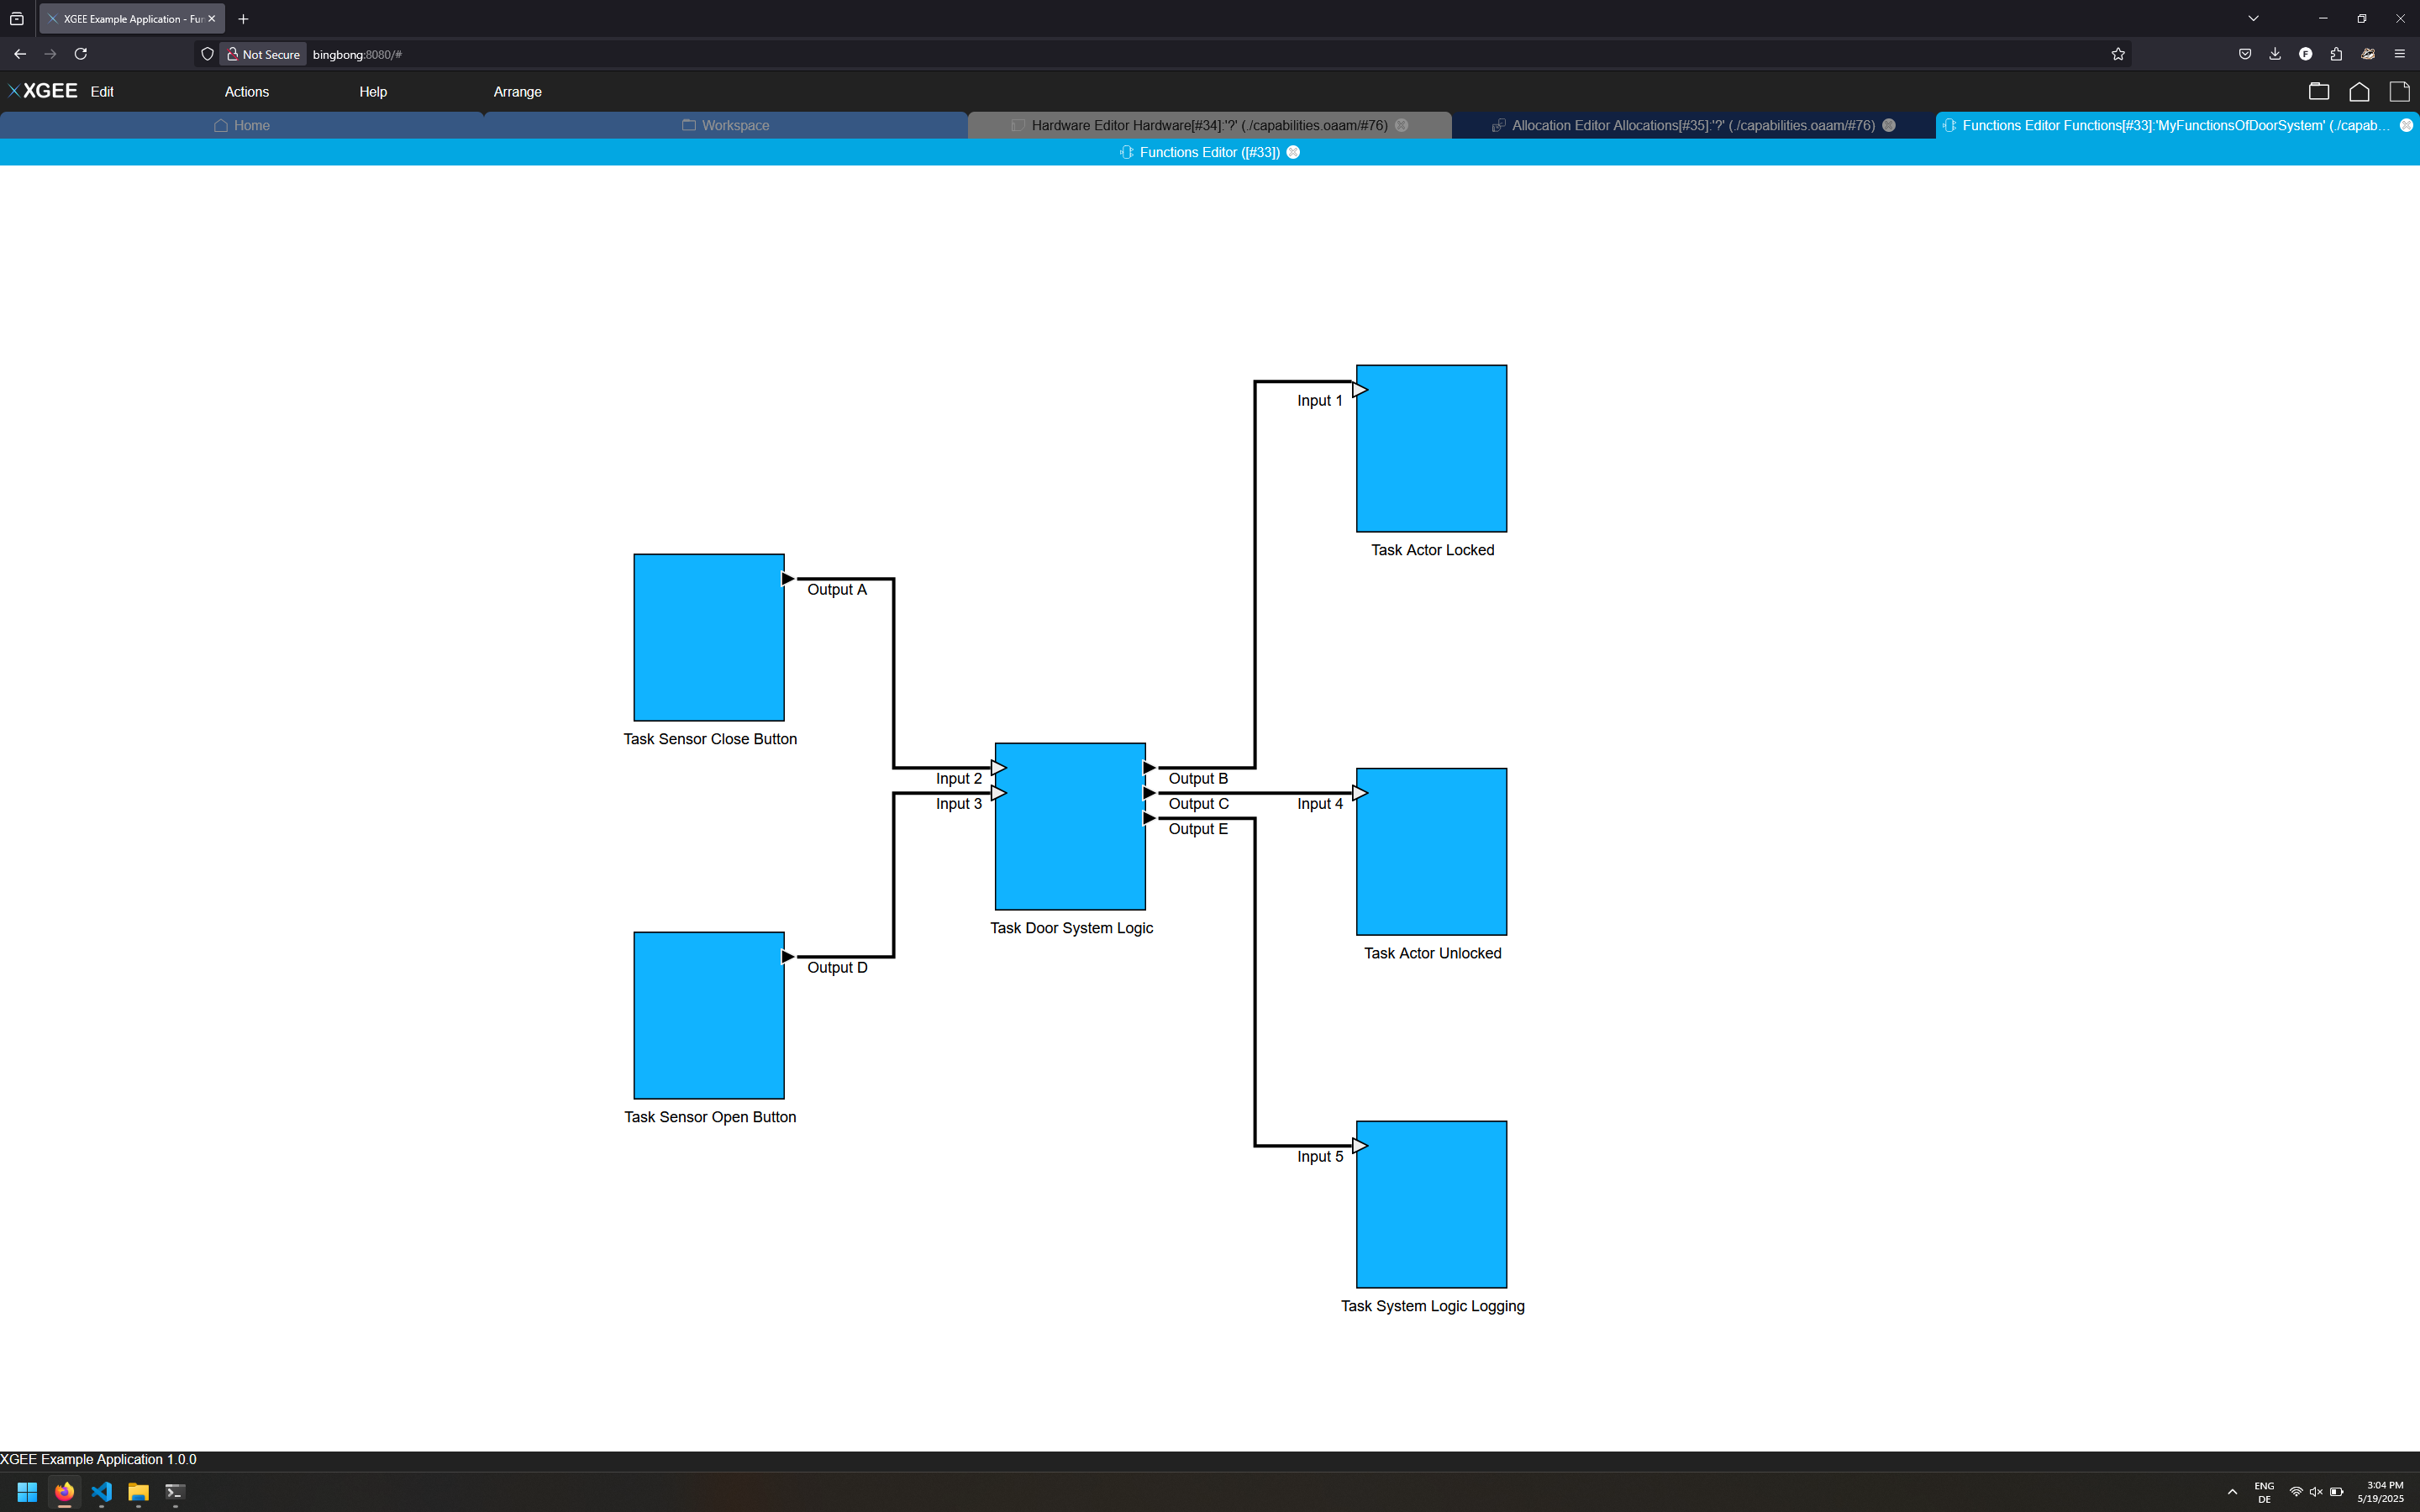 XGEE Example Application - Fun
Not Secure
bingbong:8080/#
XGEE
Edit
Actions
Help
Arrange
Home
Workspace
Hardware Editor Hardware[#34]:'?' (./capabilities.oaam/#76)
Allocation Editor Allocations[#35]:'?' (./capabilities.oaam/#76)
Functions Editor Functions[#33]:'MyFunctionsOfDoorSystem' (./capab...
Functions Editor ([#33])
Input 1
Task Actor Locked
Output A
Task Sensor Close Button
Input 2
Output B
Input 3
Output C
Input 4
Output E
Task Door System Logic
Task Actor Unlocked
Output D
Task Sensor Open Button
Input 5
Task System Logic Logging
XGEE Example Application 1.0.0
ENG
DE
3:04 PM
5/19/2025